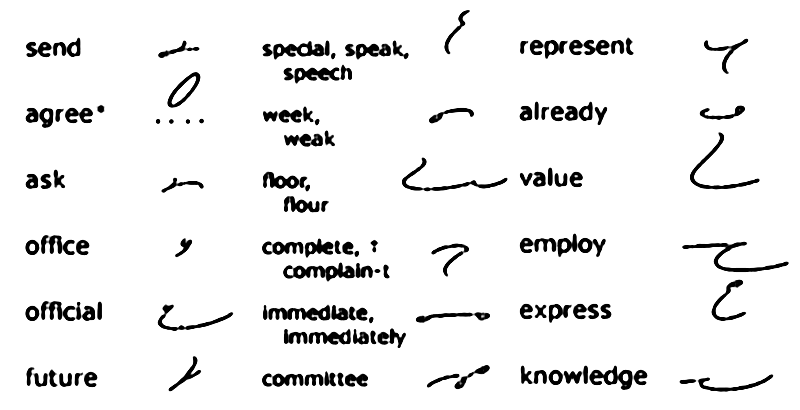 send special, speak, represent
speech
agree* .... week, already
weak
ask floor, value
flour
office complete, employ
complain-t
official immediate, express
immediately
future committee knowledge